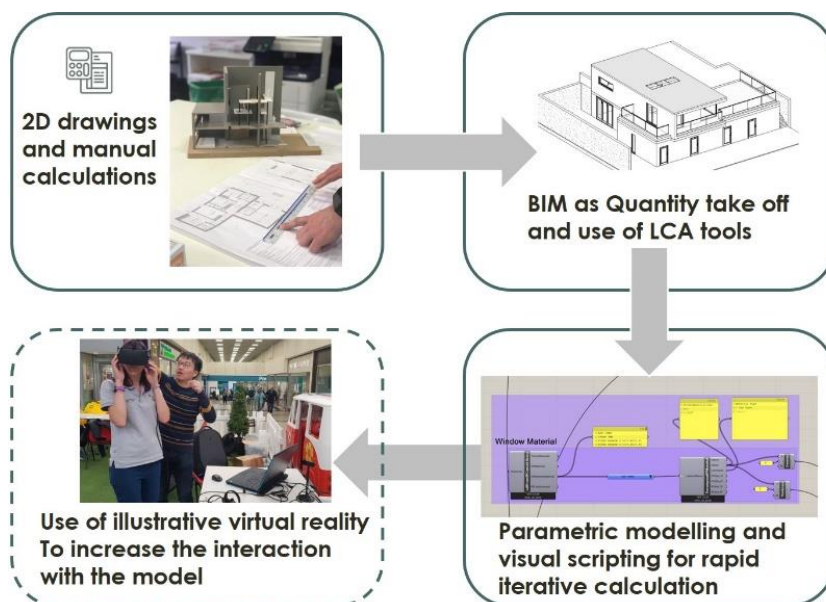 2D drawings
and manual
calculations
BIM as Quantity take off
and use of LCA tools
Window Material
Parametric modelling and
visual scripting for rapid
iterative calculation
Use of illustrative virtual reality
To increase the interaction
with the model